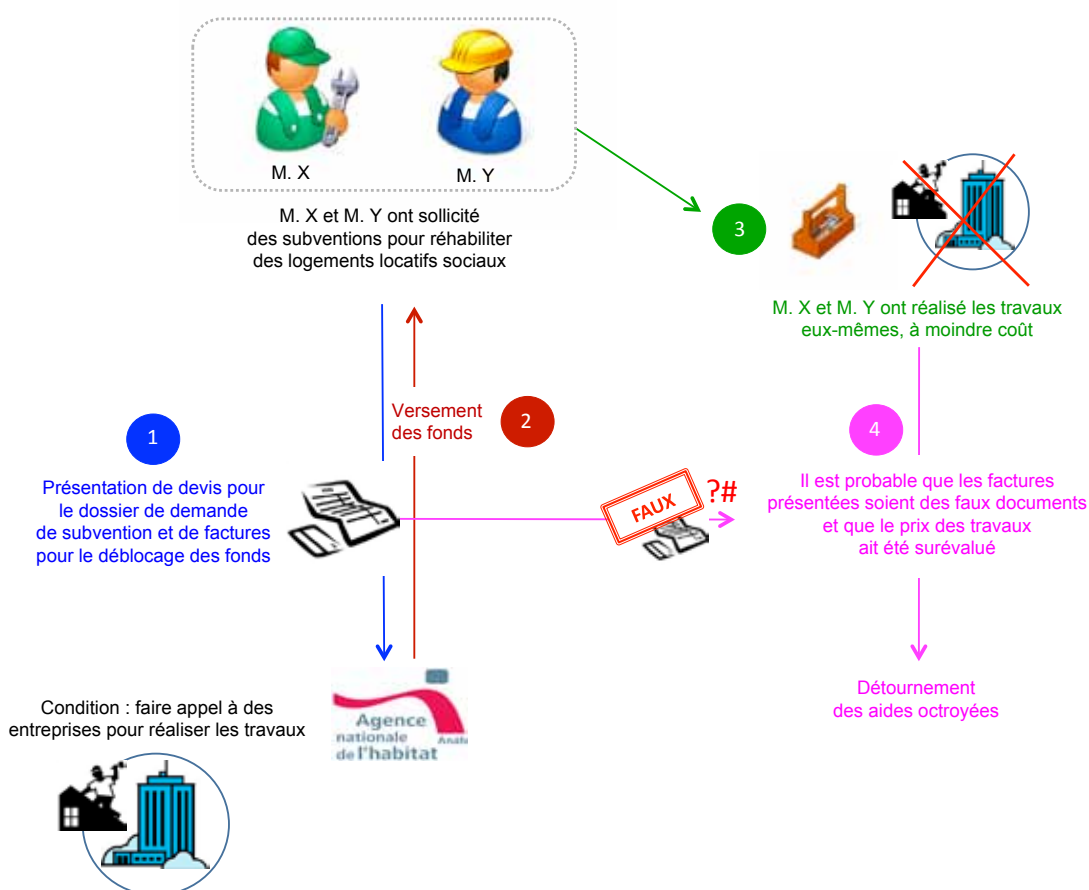 M. X
M. Y
M. X et M. Y ont sollicité
des subventions pour réhabiliter
des logements locatifs sociaux
3
M. X et M. Y ont réalisé les travaux
eux-mêmes, à moindre coût
1
Présentation de devis pour
le dossier de demande
de subvention et de factures
pour le déblocage des fonds
Versement
des fonds
2
FAUX
?#
4
Il est probable que les factures
présentées soient des faux documents
et que le prix des travaux
ait été surévalué
Condition : faire appel à des
entreprises pour réaliser les travaux
Agence
nationale
de l'habitat
Anah
Détournement
des aides octroyées